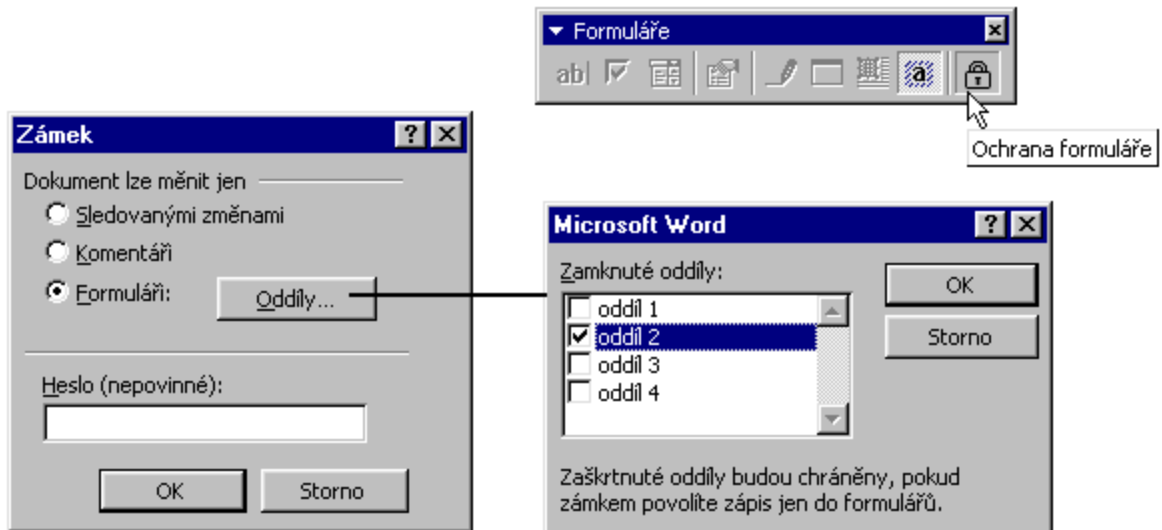 Formuláře
ab|
a
Ochrana formuláře
Zámek
Dokument lze měnit jen
Sledovanými změnami
Komentáři
Formuláři:
Oddíly...
Heslo (nepovinné):
OK
Storno
Microsoft Word
Zamknuté oddíly:
oddíl 1
oddíl 2
oddíl 3
oddíl 4
OK
Storno
Zaškrtnuté oddíly budou chráněny, pokud
zámkem povolíte zápis jen do formulářů.